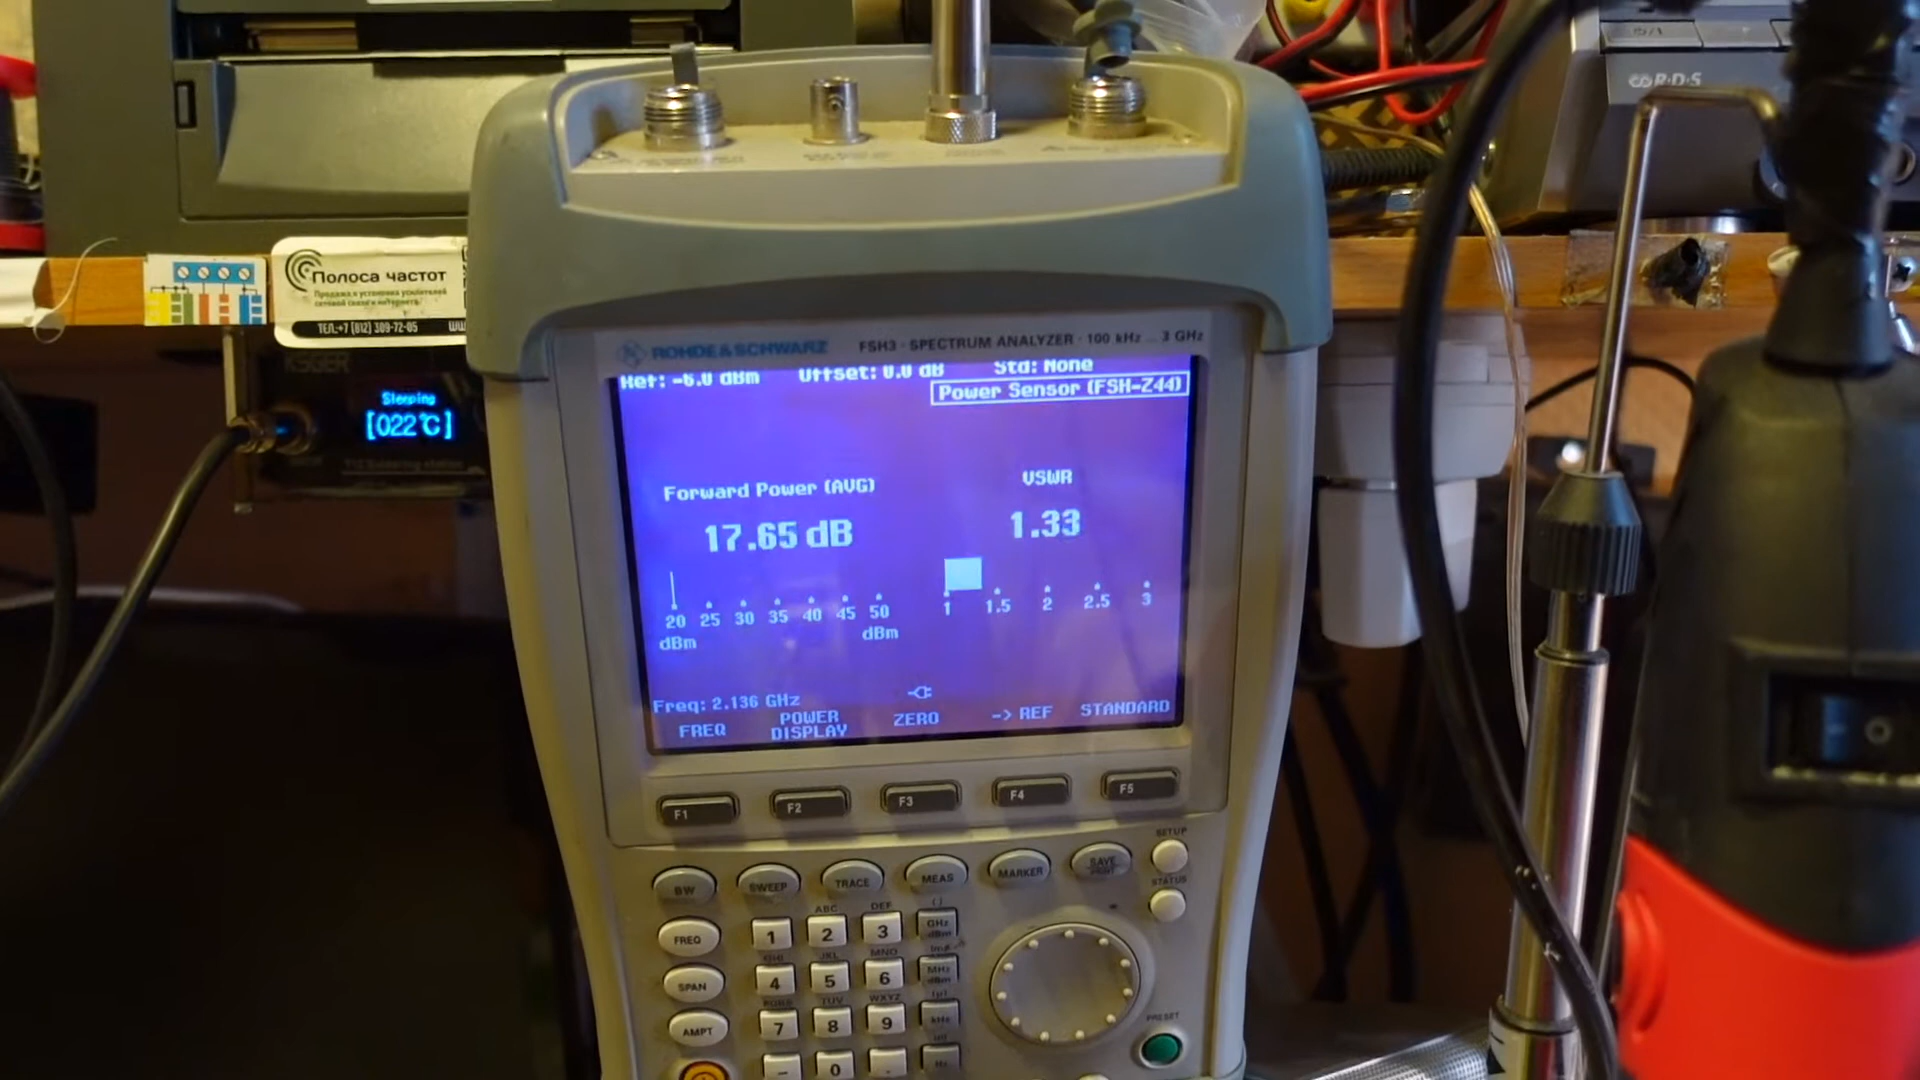 R·D·S
Полоса частот
Продажа и установка усилителей
сотовой связи и интернета
ТЕЛ:+7 (812) 309-72-05
KSGER
Sleeping
[022℃]
T12 Soldering station
ROHDE & SCHWARZ
FSH3 · SPECTRUM ANALYZER · 100 kHz ... 3 GHz
Ref: -6.0 dBm Offset: 0.0 dB Std: None
Power Sensor (FSH-Z44)
Forward Power (AVG)
VSWR
17.65 dB
1.33
20 25 30 35 40 45 50
dBm
dBm
1 1.5 2 2.5 3
Freq: 2.136 GHz
FREQ
POWER
DISPLAY
ZERO
-> REF
STANDARD
F1 F2 F3 F4 F5
SETUP
BW SWEEP TRACE MEAS MARKER SAVE
PRINT
STATUS
ABC DEF
FREQ 1 2 3 GHz
dBm
GHI JKL MNO
SPAN 4 5 6 MHz
dBm
PQRS TUV WXYZ
AMPT 7 8 9 kHz
PRESET
– 0 . Hz